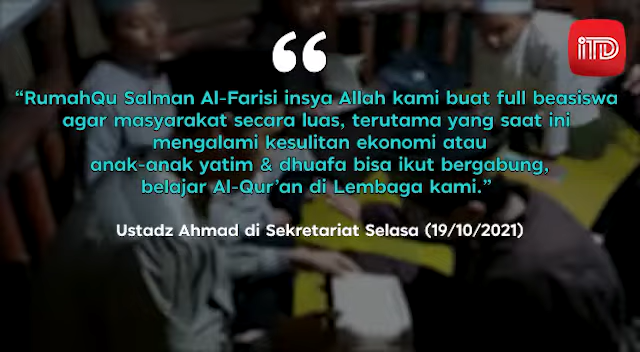 iTD
“RumahQu Salman Al-Farisi insya Allah kami buat full beasiswa
agar masyarakat secara luas, terutama yang saat ini
mengalami kesulitan ekonomi atau
anak-anak yatim & dhuafa bisa ikut bergabung,
belajar Al-Qur’an di Lembaga kami.”
Ustadz Ahmad di Sekretariat Selasa (19/10/2021)